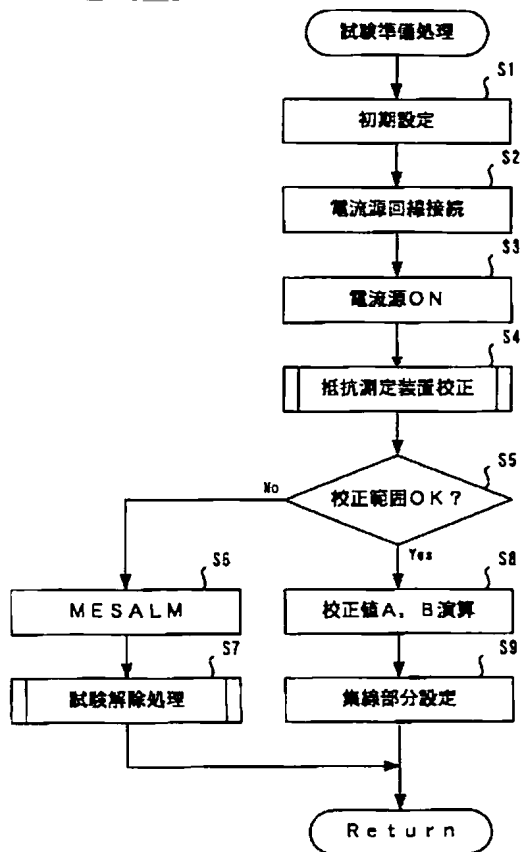 試験準備処理
S1
初期設定
S2
電流源回線接続
S3
電流源ON
S4
抵抗測定装置校正
S5
校正範囲OK?
No
Yes
S6
MESALM
S8
校正値A,B演算
S7
試験解除処理
S9
集線部分設定
Return